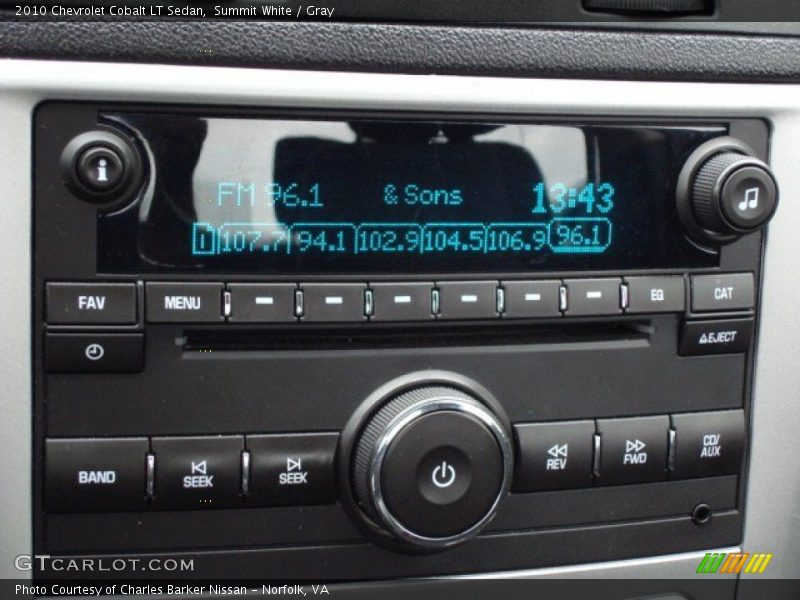 2010 Chevrolet Cobalt LT Sedan,  Summit White / Gray
i
FM 96.1 & Sons 13:43
1 107.7 94.1 102.9 104.5 106.9 96.1
FAV MENU EQ CAT
EJECT
BAND SEEK SEEK REV FWD CD/
AUX
GTCARLOT.COM
Photo Courtesy of Charles Barker Nissan - Norfolk, VA